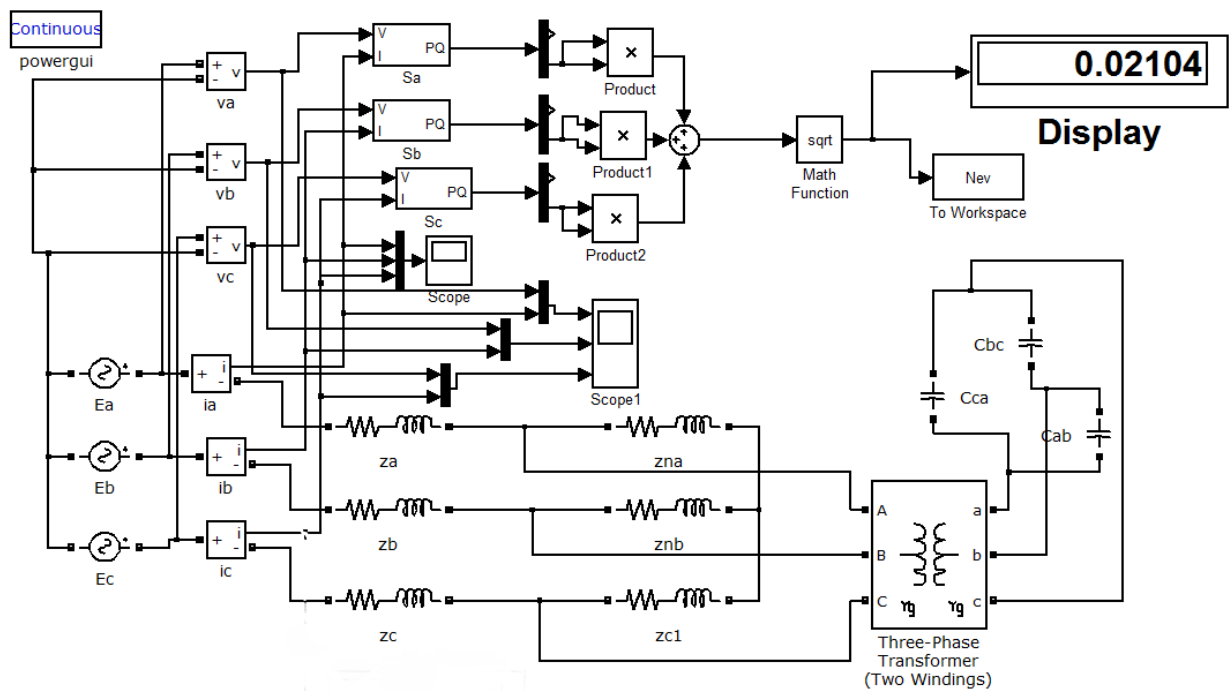 Continuous
powergui
+
-
v
va
V
I
PQ
Sa
×
Product
0.02104
Display
+
-
v
vb
V
I
PQ
Sb
×
Product1
+
+
+
sqrt
Math
Function
Nev
To Workspace
V
I
PQ
Sc
×
Product2
+
-
v
vc
Scope
Scope1
Cbc
Cca
Cab
Ea
+
i
-
ia
za
zna
Eb
+
i
-
ib
zb
znb
Ec
+
i
-
ic
zc
zc1
A
B
C
a
b
c
Yg
Yg
Three-Phase
Transformer
(Two Windings)